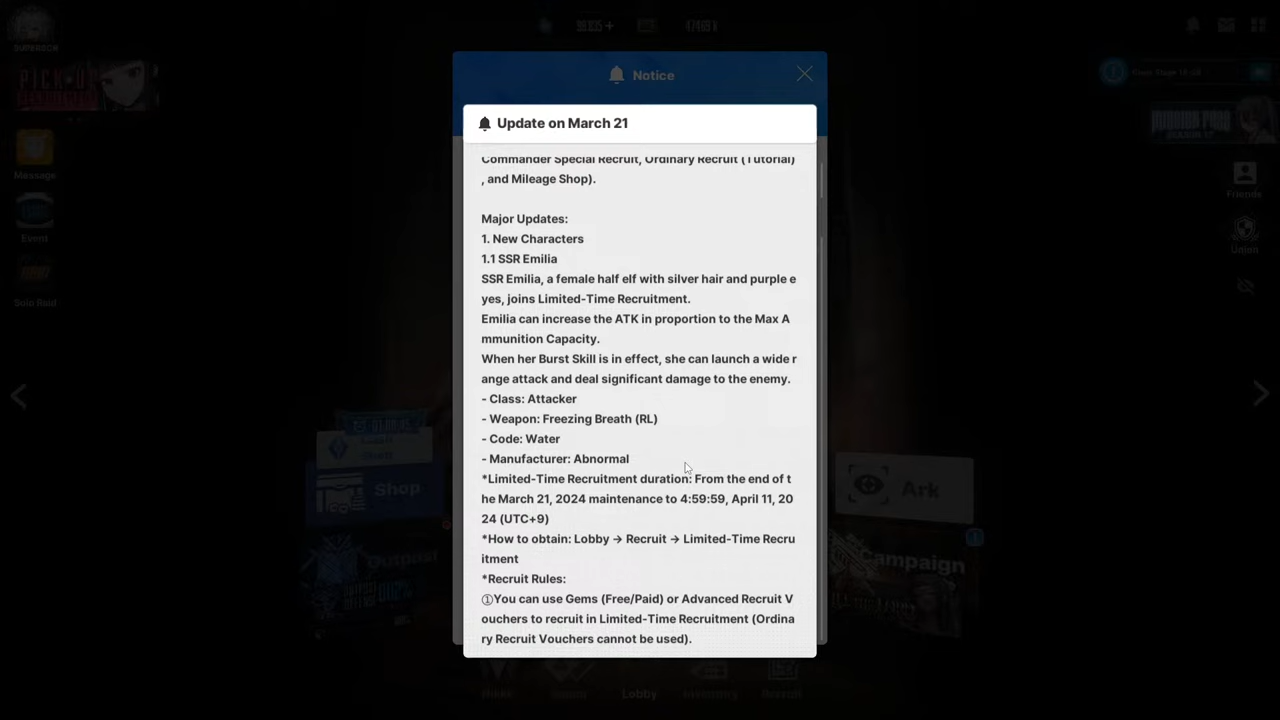 Notice
Update on March 21
Commander Special Recruit, Ordinary Recruit (Tutorial)
, and Mileage Shop).
Major Updates:
1. New Characters
1.1 SSR Emilia
SSR Emilia, a female half elf with silver hair and purple e
yes, joins Limited-Time Recruitment.
Emilia can increase the ATK in proportion to the Max A
mmunition Capacity.
When her Burst Skill is in effect, she can launch a wide r
ange attack and deal significant damage to the enemy.
- Class: Attacker
- Weapon: Freezing Breath (RL)
- Code: Water
- Manufacturer: Abnormal
*Limited-Time Recruitment duration: From the end of t
he March 21, 2024 maintenance to 4:59:59, April 11, 20
24 (UTC+9)
*How to obtain: Lobby → Recruit → Limited-Time Recru
itment
*Recruit Rules:
①You can use Gems (Free/Paid) or Advanced Recruit V
ouchers to recruit in Limited-Time Recruitment (Ordina
ry Recruit Vouchers cannot be used).
Message
Event
Solo Raid
Friends
Union
Shop
Ark
Outpost
Campaign
Lobby